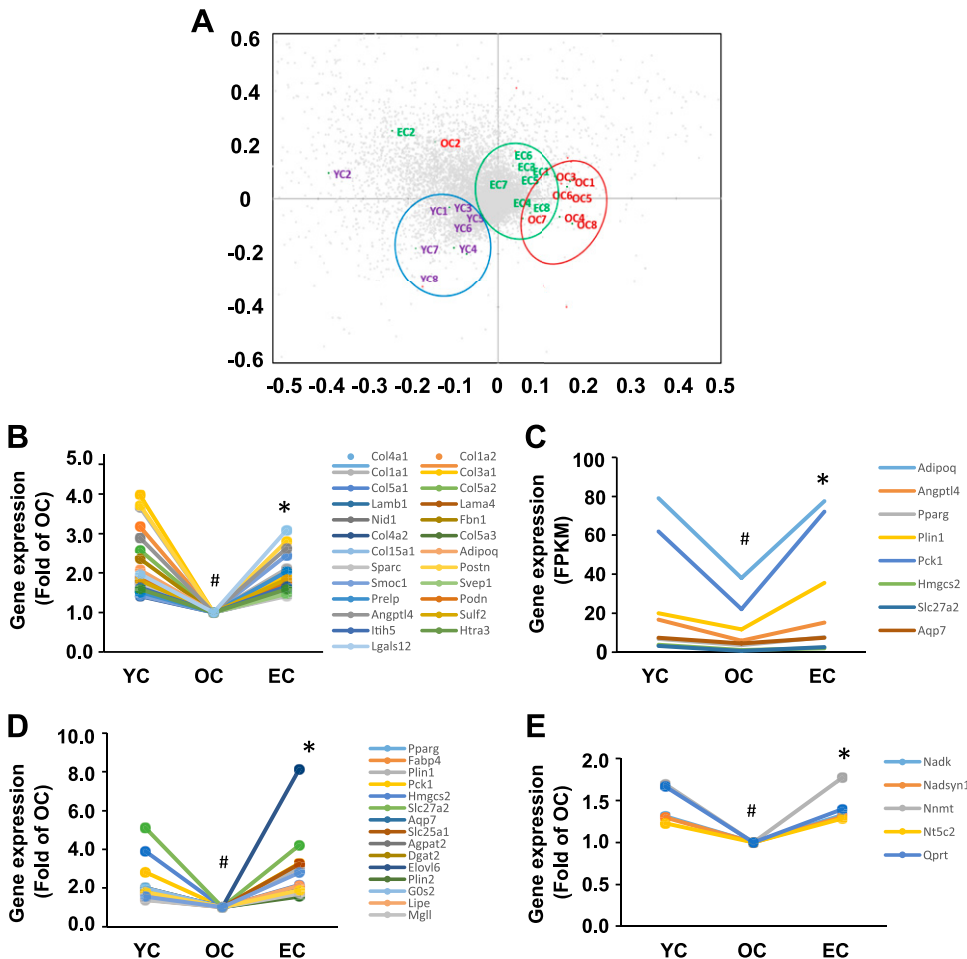 A
0.6
0.4
0.2
0
-0.2
-0.4
-0.6
EC2
OC2
YC2
EC6
EC3
EC1
EC7
EC5
OC3
OC1
OC6
OC5
EC4
EC8
OC7
OC4
OC8
YC1
YC3
YC5
YC6
YC7
YC4
YC8
-0.5 -0.4 -0.3 -0.2 -0.1 0 0.1 0.2 0.3 0.4 0.5
B
Gene expression
(Fold of OC)
5.0
4.0
3.0
2.0
1.0
0.0
#
*
YC OC EC
Col4a1 Col1a2
Col1a1 Col3a1
Col5a1 Col5a2
Lamb1 Lama4
Nid1 Fbn1
Col4a2 Col5a3
Col15a1 Adipoq
Sparc Postn
Smoc1 Svep1
Prelp Podn
Angptl4 Sulf2
Itih5 Htra3
Lgals12
C
Gene expression
(FPKM)
100
80
60
40
20
0
#
*
YC OC EC
Adipoq
Angptl4
Pparg
Plin1
Pck1
Hmgcs2
Slc27a2
Aqp7
D
Gene expression
(Fold of OC)
10.0
8.0
6.0
4.0
2.0
0.0
#
*
YC OC EC
Pparg
Fabp4
Plin1
Pck1
Hmgcs2
Slc27a2
Aqp7
Slc25a1
Agpat2
Dgat2
Elovl6
Plin2
G0s2
Lipe
Mgll
E
Gene expression
(Fold of OC)
2.0
1.5
1.0
0.5
0.0
#
*
YC OC EC
Nadk
Nadsyn1
Nnmt
Nt5c2
Qprt